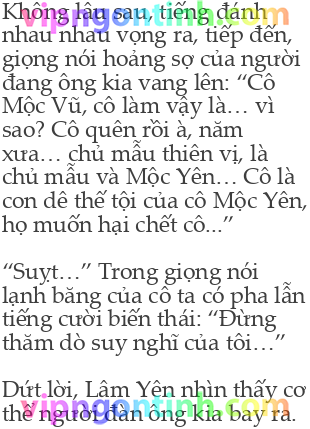 Không lâu sau, tiếng đánh
nhau nhau vọng ra, tiếp đến,
giọng nói hoảng sợ của người
đang ông kia vang lên: “Cô
Mộc Vũ, cô làm vậy là… vì
sao? Cô quên rồi à, năm
xưa… chủ mẫu thiên vị, là
chủ mẫu và Mộc Yên… Cô là
con dê thế tội của cô Mộc Yên,
họ muốn hại chết cô...”
“Suỵt…” Trong giọng nói
lạnh băng của cô ta có pha lẫn
tiếng cười biến thái: “Đừng
thăm dò suy nghĩ của tôi…”
Dứt lời, Lâm Yên nhìn thấy cơ
thể người đàn ông kia bay ra.
vipngontinh.com
vipngontinh.com
vipngontinh.com